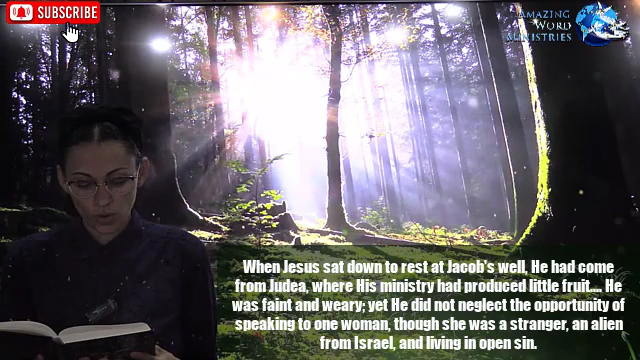 SUBSCRIBE
AMAZING
WORD
MINISTRIES
When Jesus sat down to rest at Jacob's well, He had come
from Judea, where His ministry had produced little fruit.... He
was faint and weary; yet He did not neglect the opportunity of
speaking to one woman, though she was a stranger, an alien
from Israel, and living in open sin.